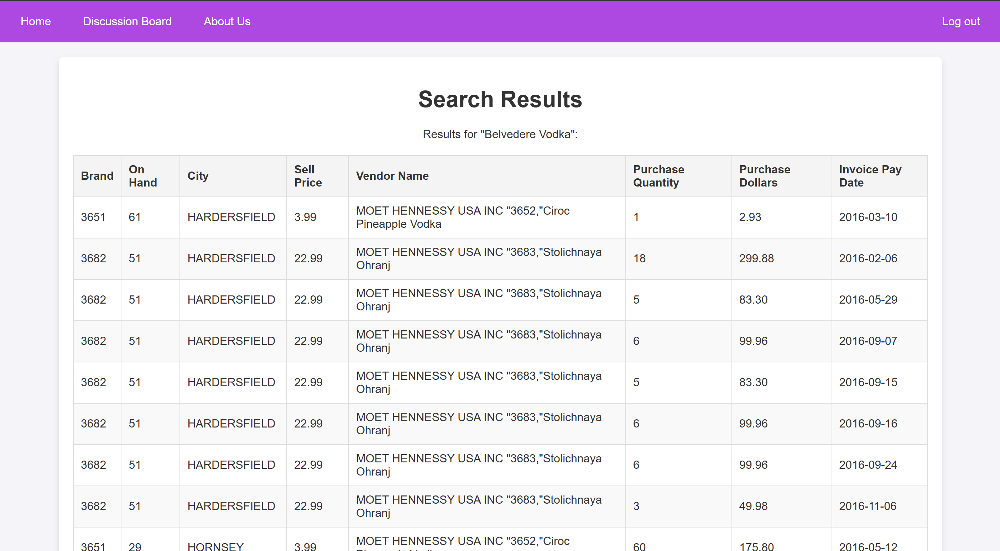 Home Discussion Board About Us Log out
Search Results
Results for "Belvedere Vodka":
Brand On Hand City Sell Price Vendor Name Purchase Quantity Purchase Dollars Invoice Pay Date
3651 61 HARDERSFIELD 3.99 MOET HENNESSY USA INC "3652,"Ciroc Pineapple Vodka 1 2.93 2016-03-10
3682 51 HARDERSFIELD 22.99 MOET HENNESSY USA INC "3683,"Stolichnaya Ohranj 18 299.88 2016-02-06
3682 51 HARDERSFIELD 22.99 MOET HENNESSY USA INC "3683,"Stolichnaya Ohranj 5 83.30 2016-05-29
3682 51 HARDERSFIELD 22.99 MOET HENNESSY USA INC "3683,"Stolichnaya Ohranj 6 99.96 2016-09-07
3682 51 HARDERSFIELD 22.99 MOET HENNESSY USA INC "3683,"Stolichnaya Ohranj 5 83.30 2016-09-15
3682 51 HARDERSFIELD 22.99 MOET HENNESSY USA INC "3683,"Stolichnaya Ohranj 6 99.96 2016-09-16
3682 51 HARDERSFIELD 22.99 MOET HENNESSY USA INC "3683,"Stolichnaya Ohranj 6 99.96 2016-09-24
3682 51 HARDERSFIELD 22.99 MOET HENNESSY USA INC "3683,"Stolichnaya Ohranj 3 49.98 2016-11-06
3651 29 HORNSEY 3.99 MOET HENNESSY USA INC "3652,"Ciroc 60 175.80 2016-05-12